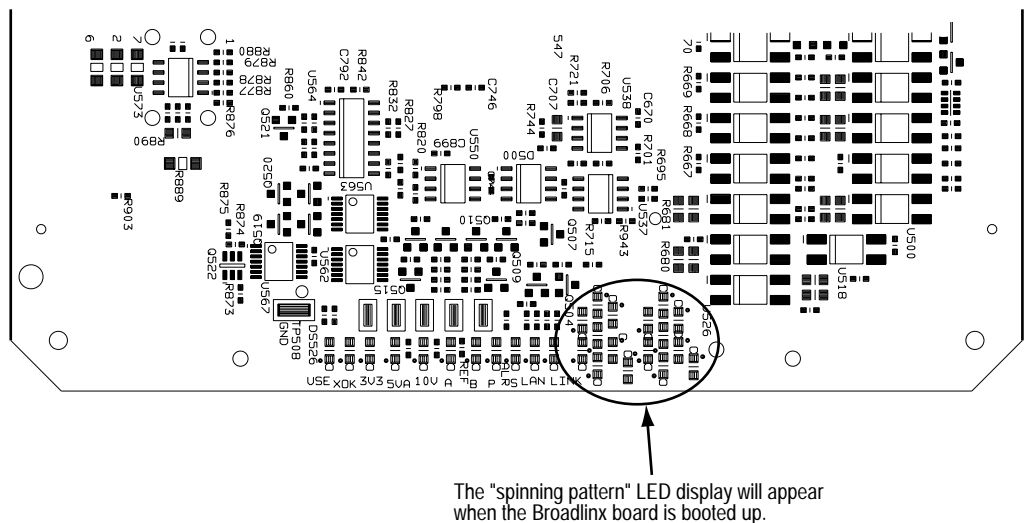 6 2 7
U573
1
R880
R879
R878
R877
R876
R890
R889
R903
R860
Q521
U564
C792
R842
R832
R827
R798
C746
R820
C899
U550
547
R721
C707
R744
R706
U538
C670
R701
R695
D500
70
R669
R668
R667
R681
R680
U500
U518
Q520
U563
R875
R874
Q519
Q522
U567
R873
U562
Q510
Q509
Q507
R715
R943
U537
Q515
Q504
U526
TP508
GND
DS526
VSE XOK 3V3 5VA 10V A REF B P ALR S LAN LINK
The "spinning pattern" LED display will appear
when the Broadlinx board is booted up.